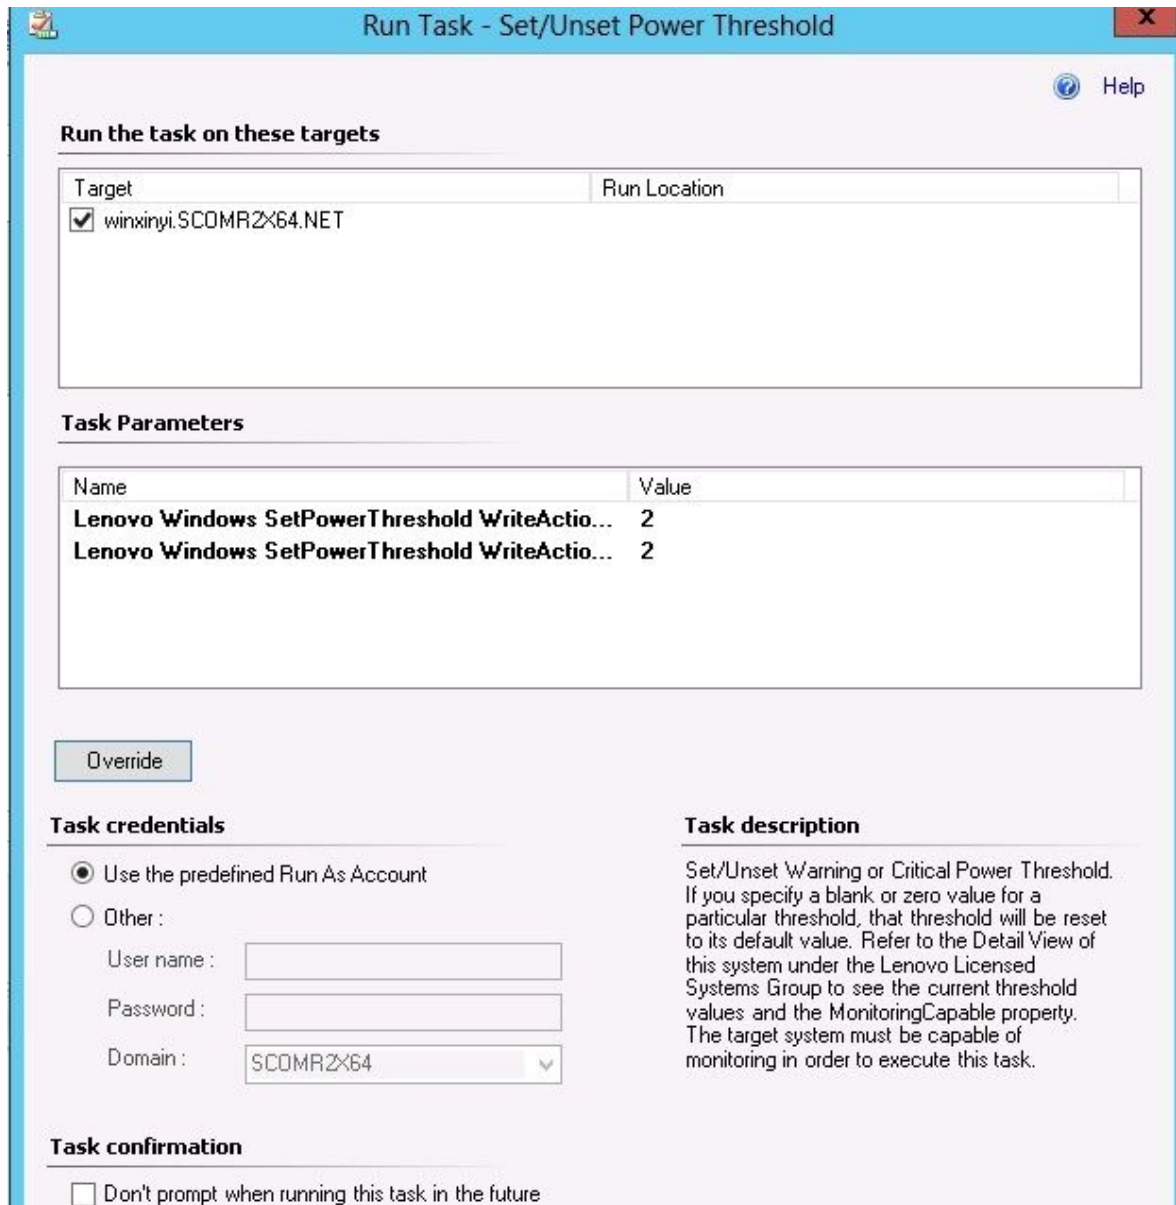 Run Task - Set/Unset Power Threshold
x
Help
Run the task on these targets
Target Run Location
winxinyi.SCOMR2X64.NET
Task Parameters
Name Value
Lenovo Windows SetPowerThreshold WriteActio... 2
Lenovo Windows SetPowerThreshold WriteActio... 2
Override
Task credentials
Use the predefined Run As Account
Other :
User name :
Password :
Domain : SCOMR2X64
Task description
Set/Unset Warning or Critical Power Threshold.
If you specify a blank or zero value for a
particular threshold, that threshold will be reset
to its default value. Refer to the Detail View of
this system under the Lenovo Licensed
Systems Group to see the current threshold
values and the MonitoringCapable property.
The target system must be capable of
monitoring in order to execute this task.
Task confirmation
Don't prompt when running this task in the future